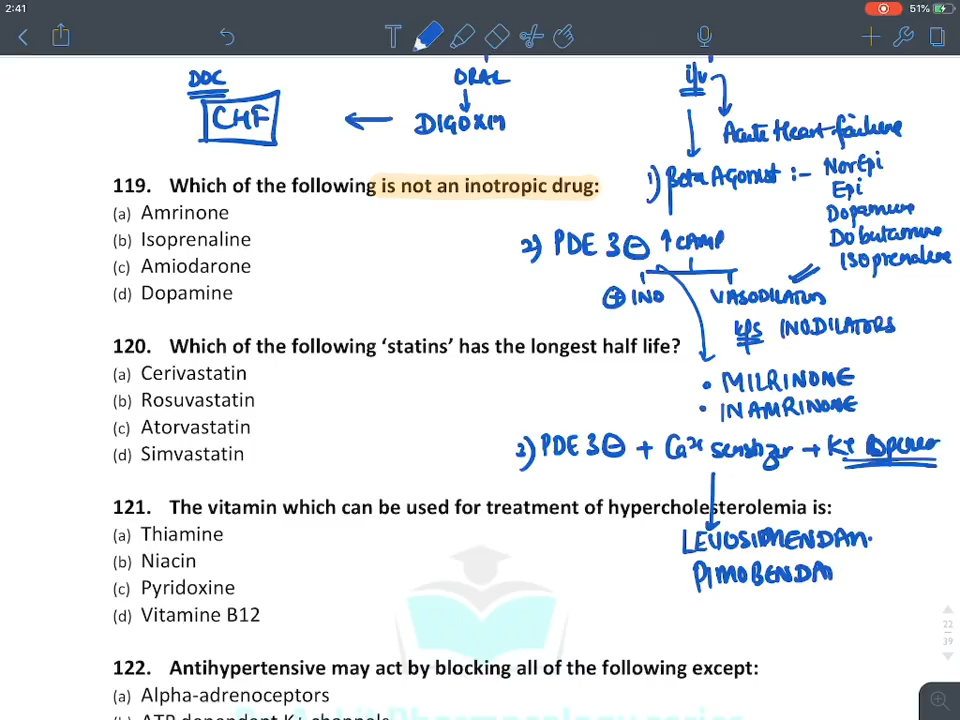 2:41
51%
DOC
CHF
ORAL
DIGOXIN
i/v
Acute Heart failure
1) Beta Agonist :- NorEpi
Epi
Dopamine
Dobutamine
Isoprenaline
119. Which of the following is not an inotropic drug:
(a) Amrinone
(b) Isoprenaline
(c) Amiodarone
(d) Dopamine
2) PDE 3 ⊖ ↑ CAMP
⊕ INO
VASODILATUS
k/s INODILATORS
• MILRINONE
• INAMRINONE
120. Which of the following ‘statins’ has the longest half life?
(a) Cerivastatin
(b) Rosuvastatin
(c) Atorvastatin
(d) Simvastatin
3) PDE 3 ⊖ + Ca²⁺ sensitizer → K+ Opener
LEVOSIMENDAN.
PIMOBENDAN
121. The vitamin which can be used for treatment of hypercholesterolemia is:
(a) Thiamine
(b) Niacin
(c) Pyridoxine
(d) Vitamine B12
22
39
122. Antihypertensive may act by blocking all of the following except:
(a) Alpha-adrenoceptors